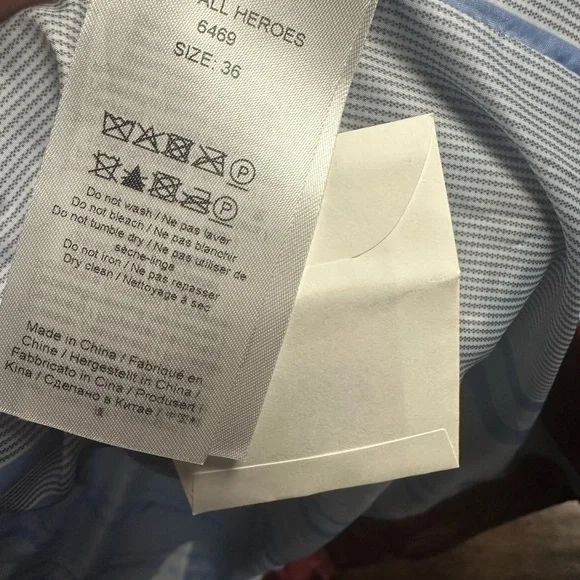 ALL HEROES
6469
SIZE: 36
Do not wash / Ne pas laver
Do not bleach / Ne pas blanchir
Do not tumble dry / Ne pas utiliser de
sèche-linge
Do not iron / Ne pas repasser
Dry clean / Nettoyage à sec
Made in China / Fabriqué en
Chine / Hergestellt in China /
Fabbricato in Cina / Produsert i
Kina / Сделано в Китае /